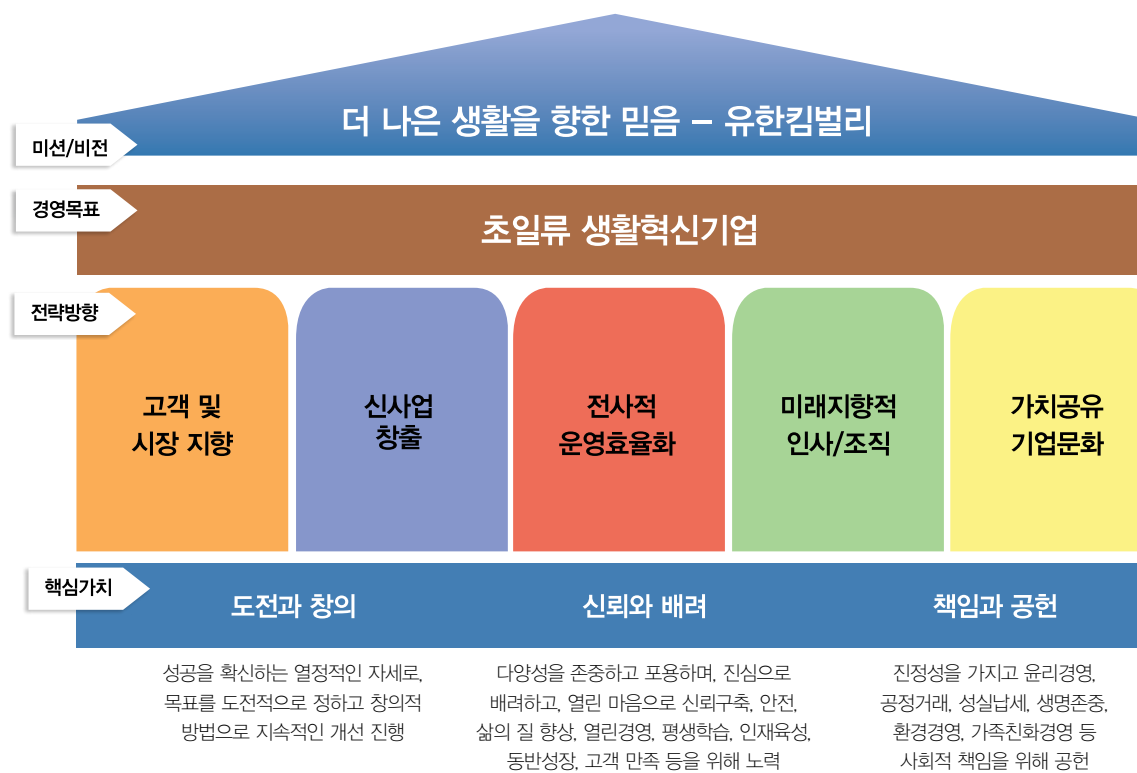 더 나은 생활을 향한 믿음 – 유한킴벌리
미션/비전
경영목표
초일류 생활혁신기업
전략방향
고객 및
시장 지향
신사업
창출
전사적
운영효율화
미래지향적
인사/조직
가치공유
기업문화
핵심가치
도전과 창의
신뢰와 배려
책임과 공헌
성공을 확신하는 열정적인 자세로,
목표를 도전적으로 정하고 창의적
방법으로 지속적인 개선 진행
다양성을 존중하고 포용하며, 진심으로
배려하고, 열린 마음으로 신뢰구축, 안전,
삶의 질 향상, 열린경영, 평생학습, 인재육성,
동반성장, 고객 만족 등을 위해 노력
진정성을 가지고 윤리경영,
공정거래, 성실납세, 생명존중,
환경경영, 가족친화경영 등
사회적 책임을 위해 공헌